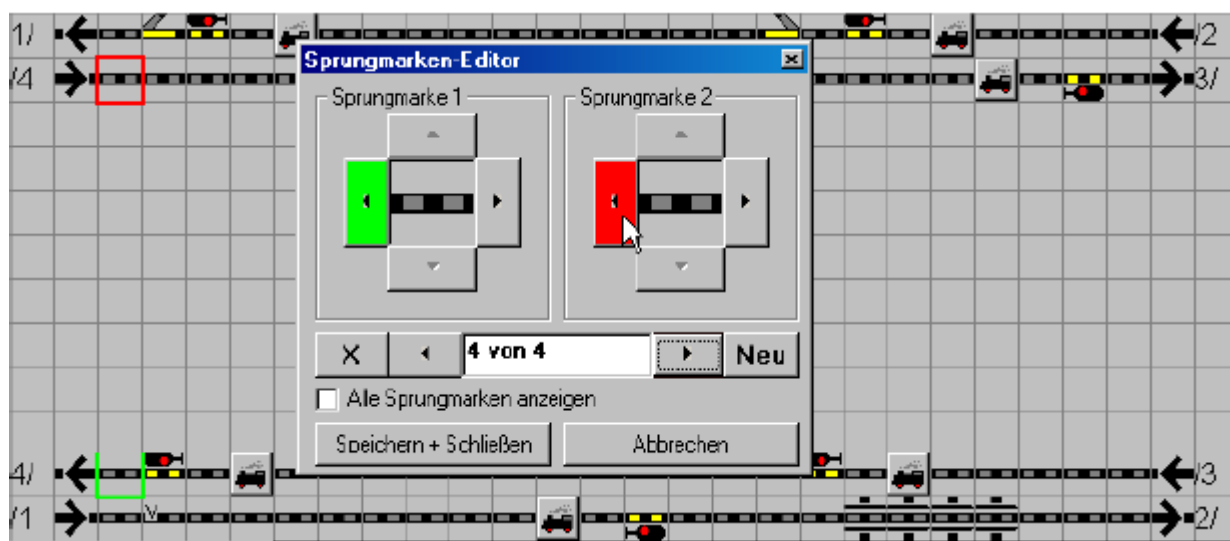 1/
/2
/4
3/
Sprungmarken-Editor
Sprungmarke 1
Sprungmarke 2
4 von 4
Neu
Alle Sprungmarken anzeigen
Speichern + Schließen
Abbrechen
4/
/3
/1
V
2/